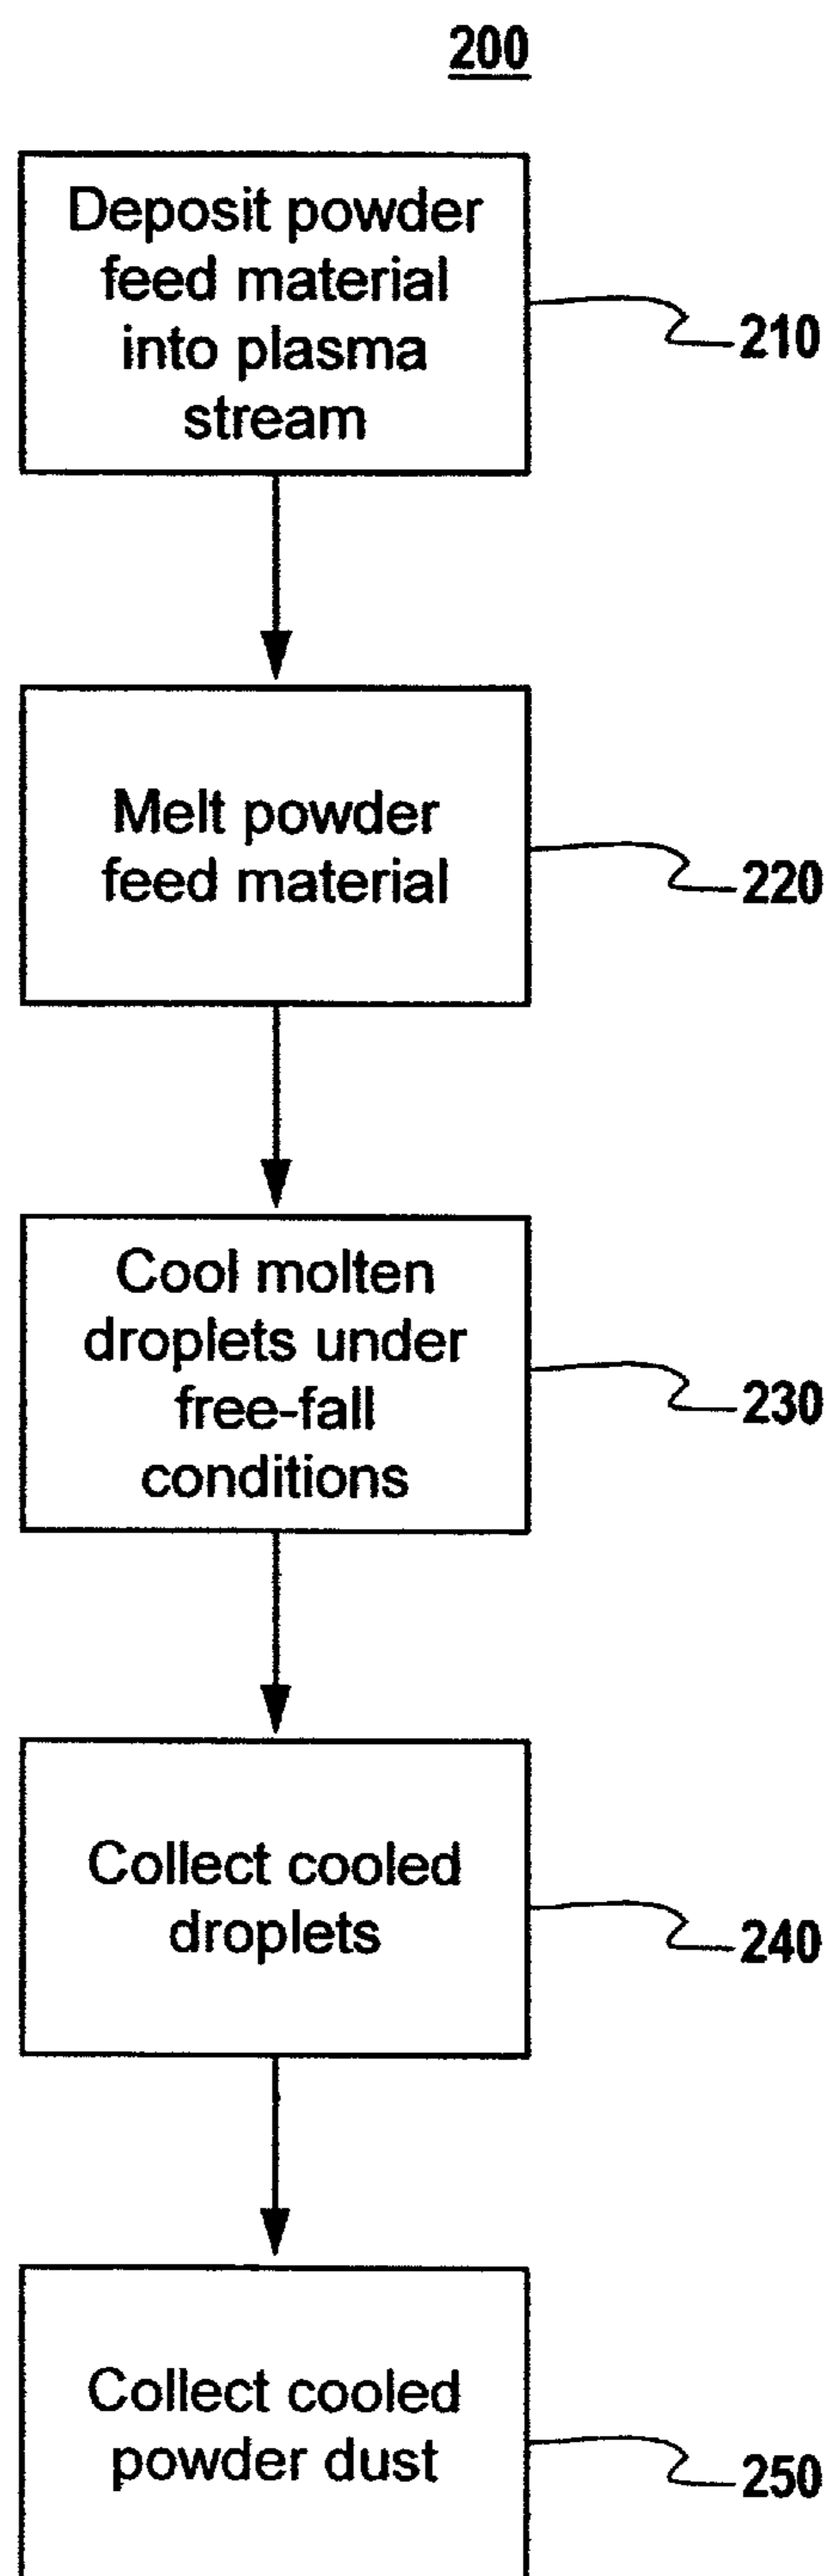 200
Deposit powder
feed material
into plasma
stream
210
Melt powder
feed material
220
Cool molten
droplets under
free-fall
conditions
230
Collect cooled
droplets
240
Collect cooled
powder dust
250